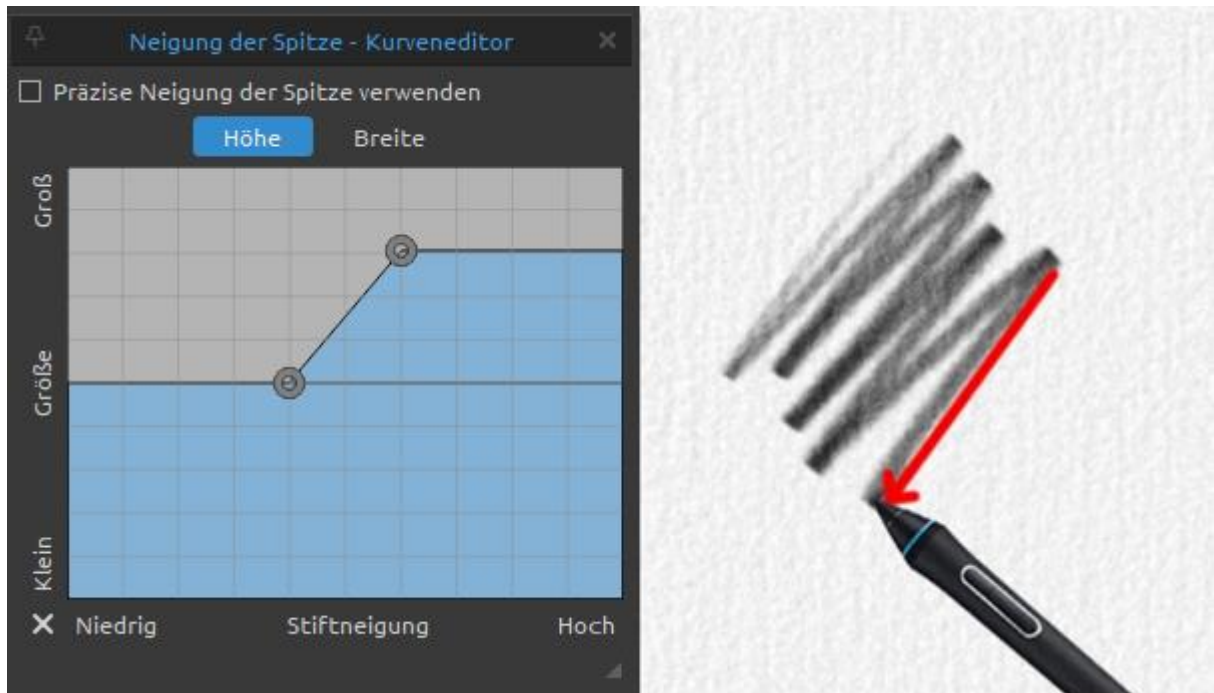 Neigung der Spitze - Kurveneditor
Präzise Neigung der Spitze verwenden
Höhe Breite
Groß
Größe
Klein
Niedrig Stiftneigung Hoch